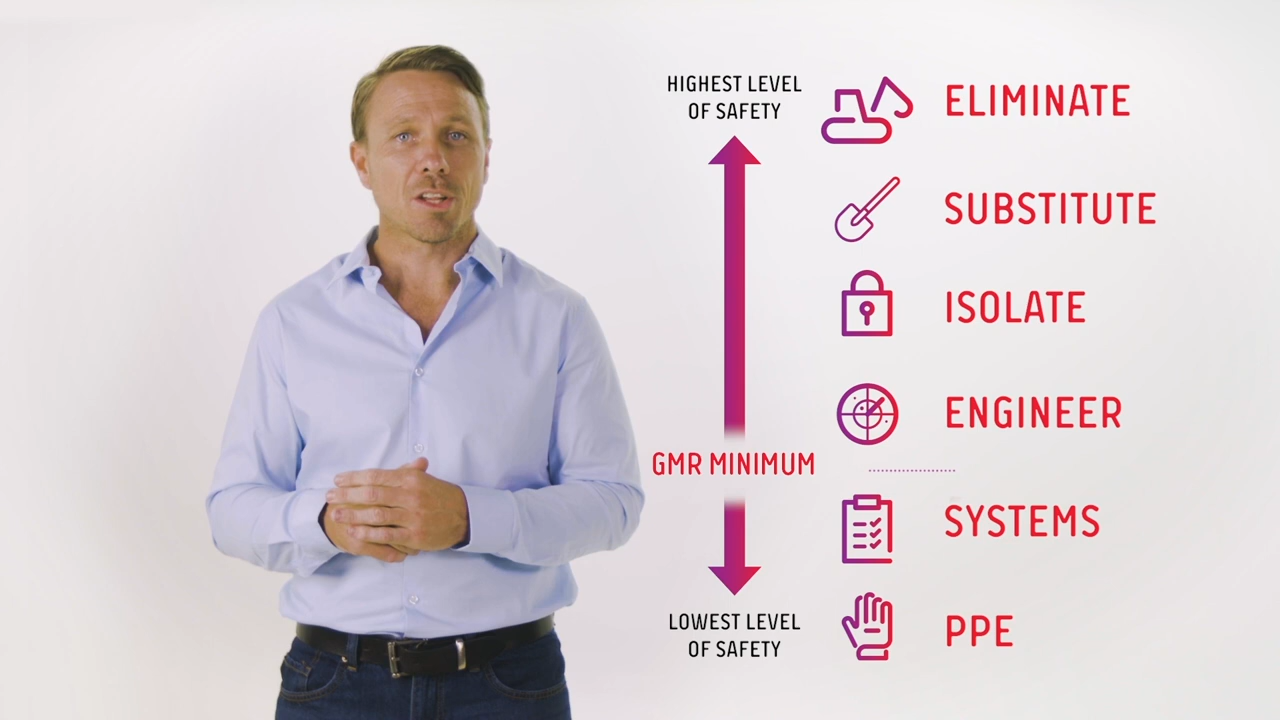 HIGHEST LEVEL
OF SAFETY
ELIMINATE
SUBSTITUTE
ISOLATE
ENGINEER
GMR MINIMUM
SYSTEMS
LOWEST LEVEL
OF SAFETY
PPE